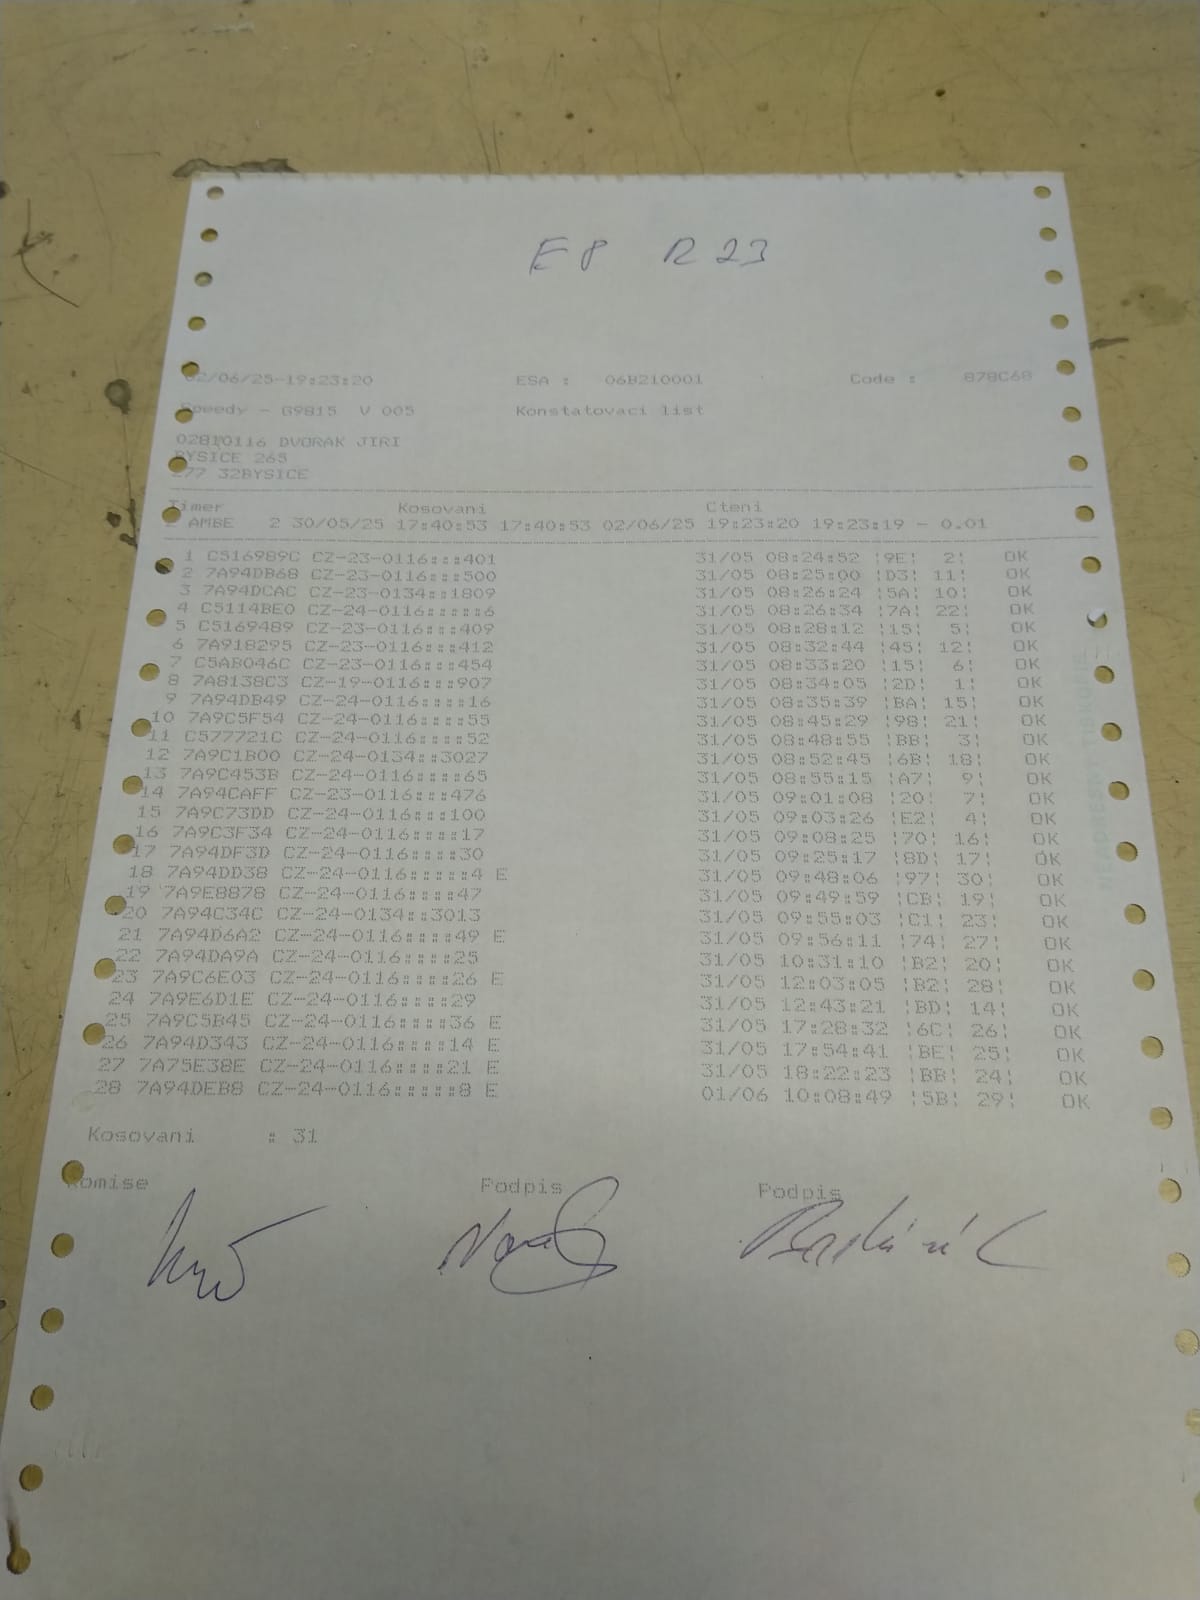 E8 R23
02/06/25-19:23:20 ESA : 06B210001 Code : 878C68
Speedy - G9815 V 005 Konstatovaci list
02810116 DVORAK JIRI
BYSICE 265
277 32BYSICE
Timer Kosovani Cteni
AMBE 2 30/05/25 17:40:53 17:40:53 02/06/25 19:23:20 19:23:19 - 0.01
1 C516989C CZ-23-0116:::401 31/05 08:24:52 ¦9E¦ 2¦ OK
2 7A94DB68 CZ-23-0116:::500 31/05 08:25:00 ¦D3¦ 11¦ OK
3 7A94DCAC CZ-23-0134::1809 31/05 08:26:24 ¦5A¦ 10¦ OK
4 C5114BE0 CZ-24-0116:::::6 31/05 08:26:34 ¦7A¦ 22¦ OK
5 C5169489 CZ-23-0116:::409 31/05 08:28:12 ¦15¦ 5¦ OK
6 7A918295 CZ-23-0116:::412 31/05 08:32:44 ¦45¦ 12¦ OK
7 C5AB046C CZ-23-0116:::454 31/05 08:33:20 ¦15¦ 6¦ OK
8 7A8138C3 CZ-19-0116:::907 31/05 08:34:05 ¦2D¦ 1¦ OK
9 7A94DB49 CZ-24-0116::::16 31/05 08:35:39 ¦BA¦ 15¦ OK
10 7A9C5F54 CZ-24-0116::::55 31/05 08:45:29 ¦98¦ 21¦ OK
11 C577721C CZ-24-0116::::52 31/05 08:48:55 ¦BB¦ 3¦ OK
12 7A9C1B00 CZ-24-0134::3027 31/05 08:52:45 ¦6B¦ 18¦ OK
13 7A9C453B CZ-24-0116::::65 31/05 08:55:15 ¦A7¦ 9¦ OK
14 7A94CAFF CZ-23-0116:::476 31/05 09:01:08 ¦20¦ 7¦ OK
15 7A9C73DD CZ-24-0116:::100 31/05 09:03:26 ¦E2¦ 4¦ OK
16 7A9C3F34 CZ-24-0116::::17 31/05 09:08:25 ¦70¦ 16¦ OK
17 7A94DF3D CZ-24-0116::::30 31/05 09:25:17 ¦8D¦ 17¦ OK
18 7A94DD38 CZ-24-0116:::::4 E 31/05 09:48:06 ¦97¦ 30¦ OK
19 7A9E8878 CZ-24-0116::::47 31/05 09:49:59 ¦CB¦ 19¦ OK
20 7A94C34C CZ-24-0134::3013 31/05 09:55:03 ¦C1¦ 23¦ OK
21 7A94D6A2 CZ-24-0116::::49 E 31/05 09:56:11 ¦74¦ 27¦ OK
22 7A94DA9A CZ-24-0116::::25 31/05 10:31:10 ¦B2¦ 20¦ OK
23 7A9C6E03 CZ-24-0116::::26 E 31/05 12:03:05 ¦B2¦ 28¦ OK
24 7A9E6D1E CZ-24-0116::::29 31/05 12:43:21 ¦BD¦ 14¦ OK
25 7A9C5B45 CZ-24-0116::::36 E 31/05 17:28:32 ¦6C¦ 26¦ OK
26 7A94D343 CZ-24-0116::::14 E 31/05 17:54:41 ¦BE¦ 25¦ OK
27 7A75E38E CZ-24-0116::::21 E 31/05 18:22:23 ¦BB¦ 24¦ OK
28 7A94DEB8 CZ-24-0116:::::8 E 01/06 10:08:49 ¦5B¦ 29¦ OK
Kosovani : 31
Komise Podpis Podpis